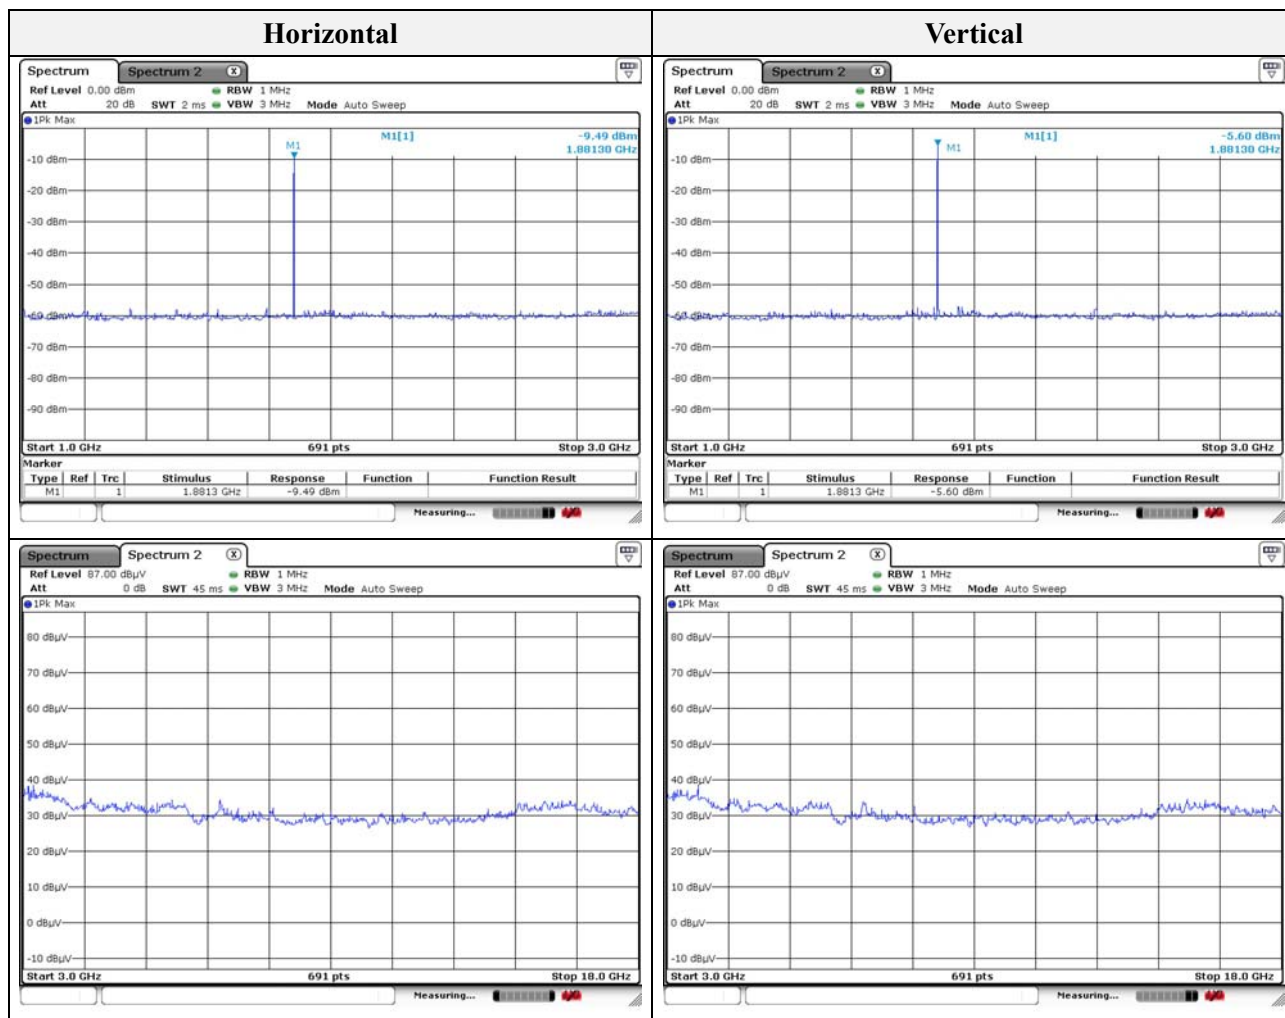 Horizontal
Vertical
Spectrum Spectrum 2 X
Ref Level 0.00 dBm RBW 1 MHz
Att 20 dB SWT 2 ms VBW 3 MHz Mode Auto Sweep
1Pk Max
M1[1] -9.49 dBm
1.88130 GHz
M1
-10 dBm
-20 dBm
-30 dBm
-40 dBm
-50 dBm
-60 dBm
-70 dBm
-80 dBm
-90 dBm
Start 1.0 GHz 691 pts Stop 3.0 GHz
Marker
Type Ref Trc Stimulus Response Function Function Result
M1 1 1.8813 GHz -9.49 dBm
Measuring...
Spectrum Spectrum 2 X
Ref Level 0.00 dBm RBW 1 MHz
Att 20 dB SWT 2 ms VBW 3 MHz Mode Auto Sweep
1Pk Max
M1[1] -5.60 dBm
1.88130 GHz
M1
-10 dBm
-20 dBm
-30 dBm
-40 dBm
-50 dBm
-60 dBm
-70 dBm
-80 dBm
-90 dBm
Start 1.0 GHz 691 pts Stop 3.0 GHz
Marker
Type Ref Trc Stimulus Response Function Function Result
M1 1 1.8813 GHz -5.60 dBm
Measuring...
Spectrum Spectrum 2 X
Ref Level 87.00 dBµV RBW 1 MHz
Att 0 dB SWT 45 ms VBW 3 MHz Mode Auto Sweep
1Pk Max
80 dBµV
70 dBµV
60 dBµV
50 dBµV
40 dBµV
30 dBµV
20 dBµV
10 dBµV
0 dBµV
-10 dBµV
Start 3.0 GHz 691 pts Stop 18.0 GHz
Measuring...
Spectrum Spectrum 2 X
Ref Level 87.00 dBµV RBW 1 MHz
Att 0 dB SWT 45 ms VBW 3 MHz Mode Auto Sweep
1Pk Max
80 dBµV
70 dBµV
60 dBµV
50 dBµV
40 dBµV
30 dBµV
20 dBµV
10 dBµV
0 dBµV
-10 dBµV
Start 3.0 GHz 691 pts Stop 18.0 GHz
Measuring...